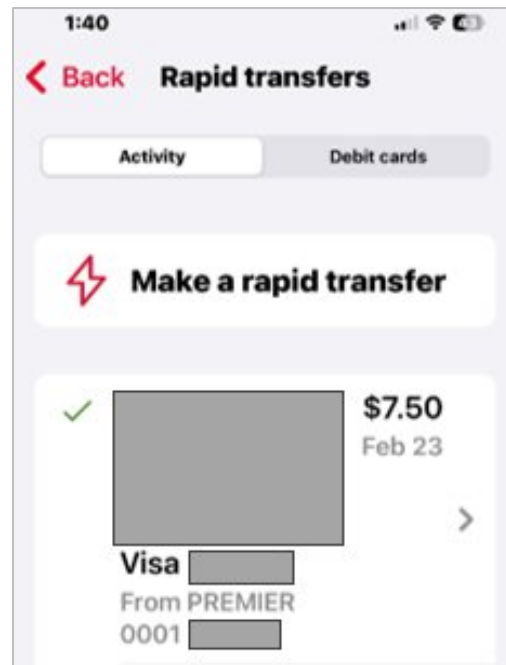 1:40
Back Rapid transfers
Activity Debit cards
Make a rapid transfer
$7.50
Feb 23
Visa
From PREMIER
0001